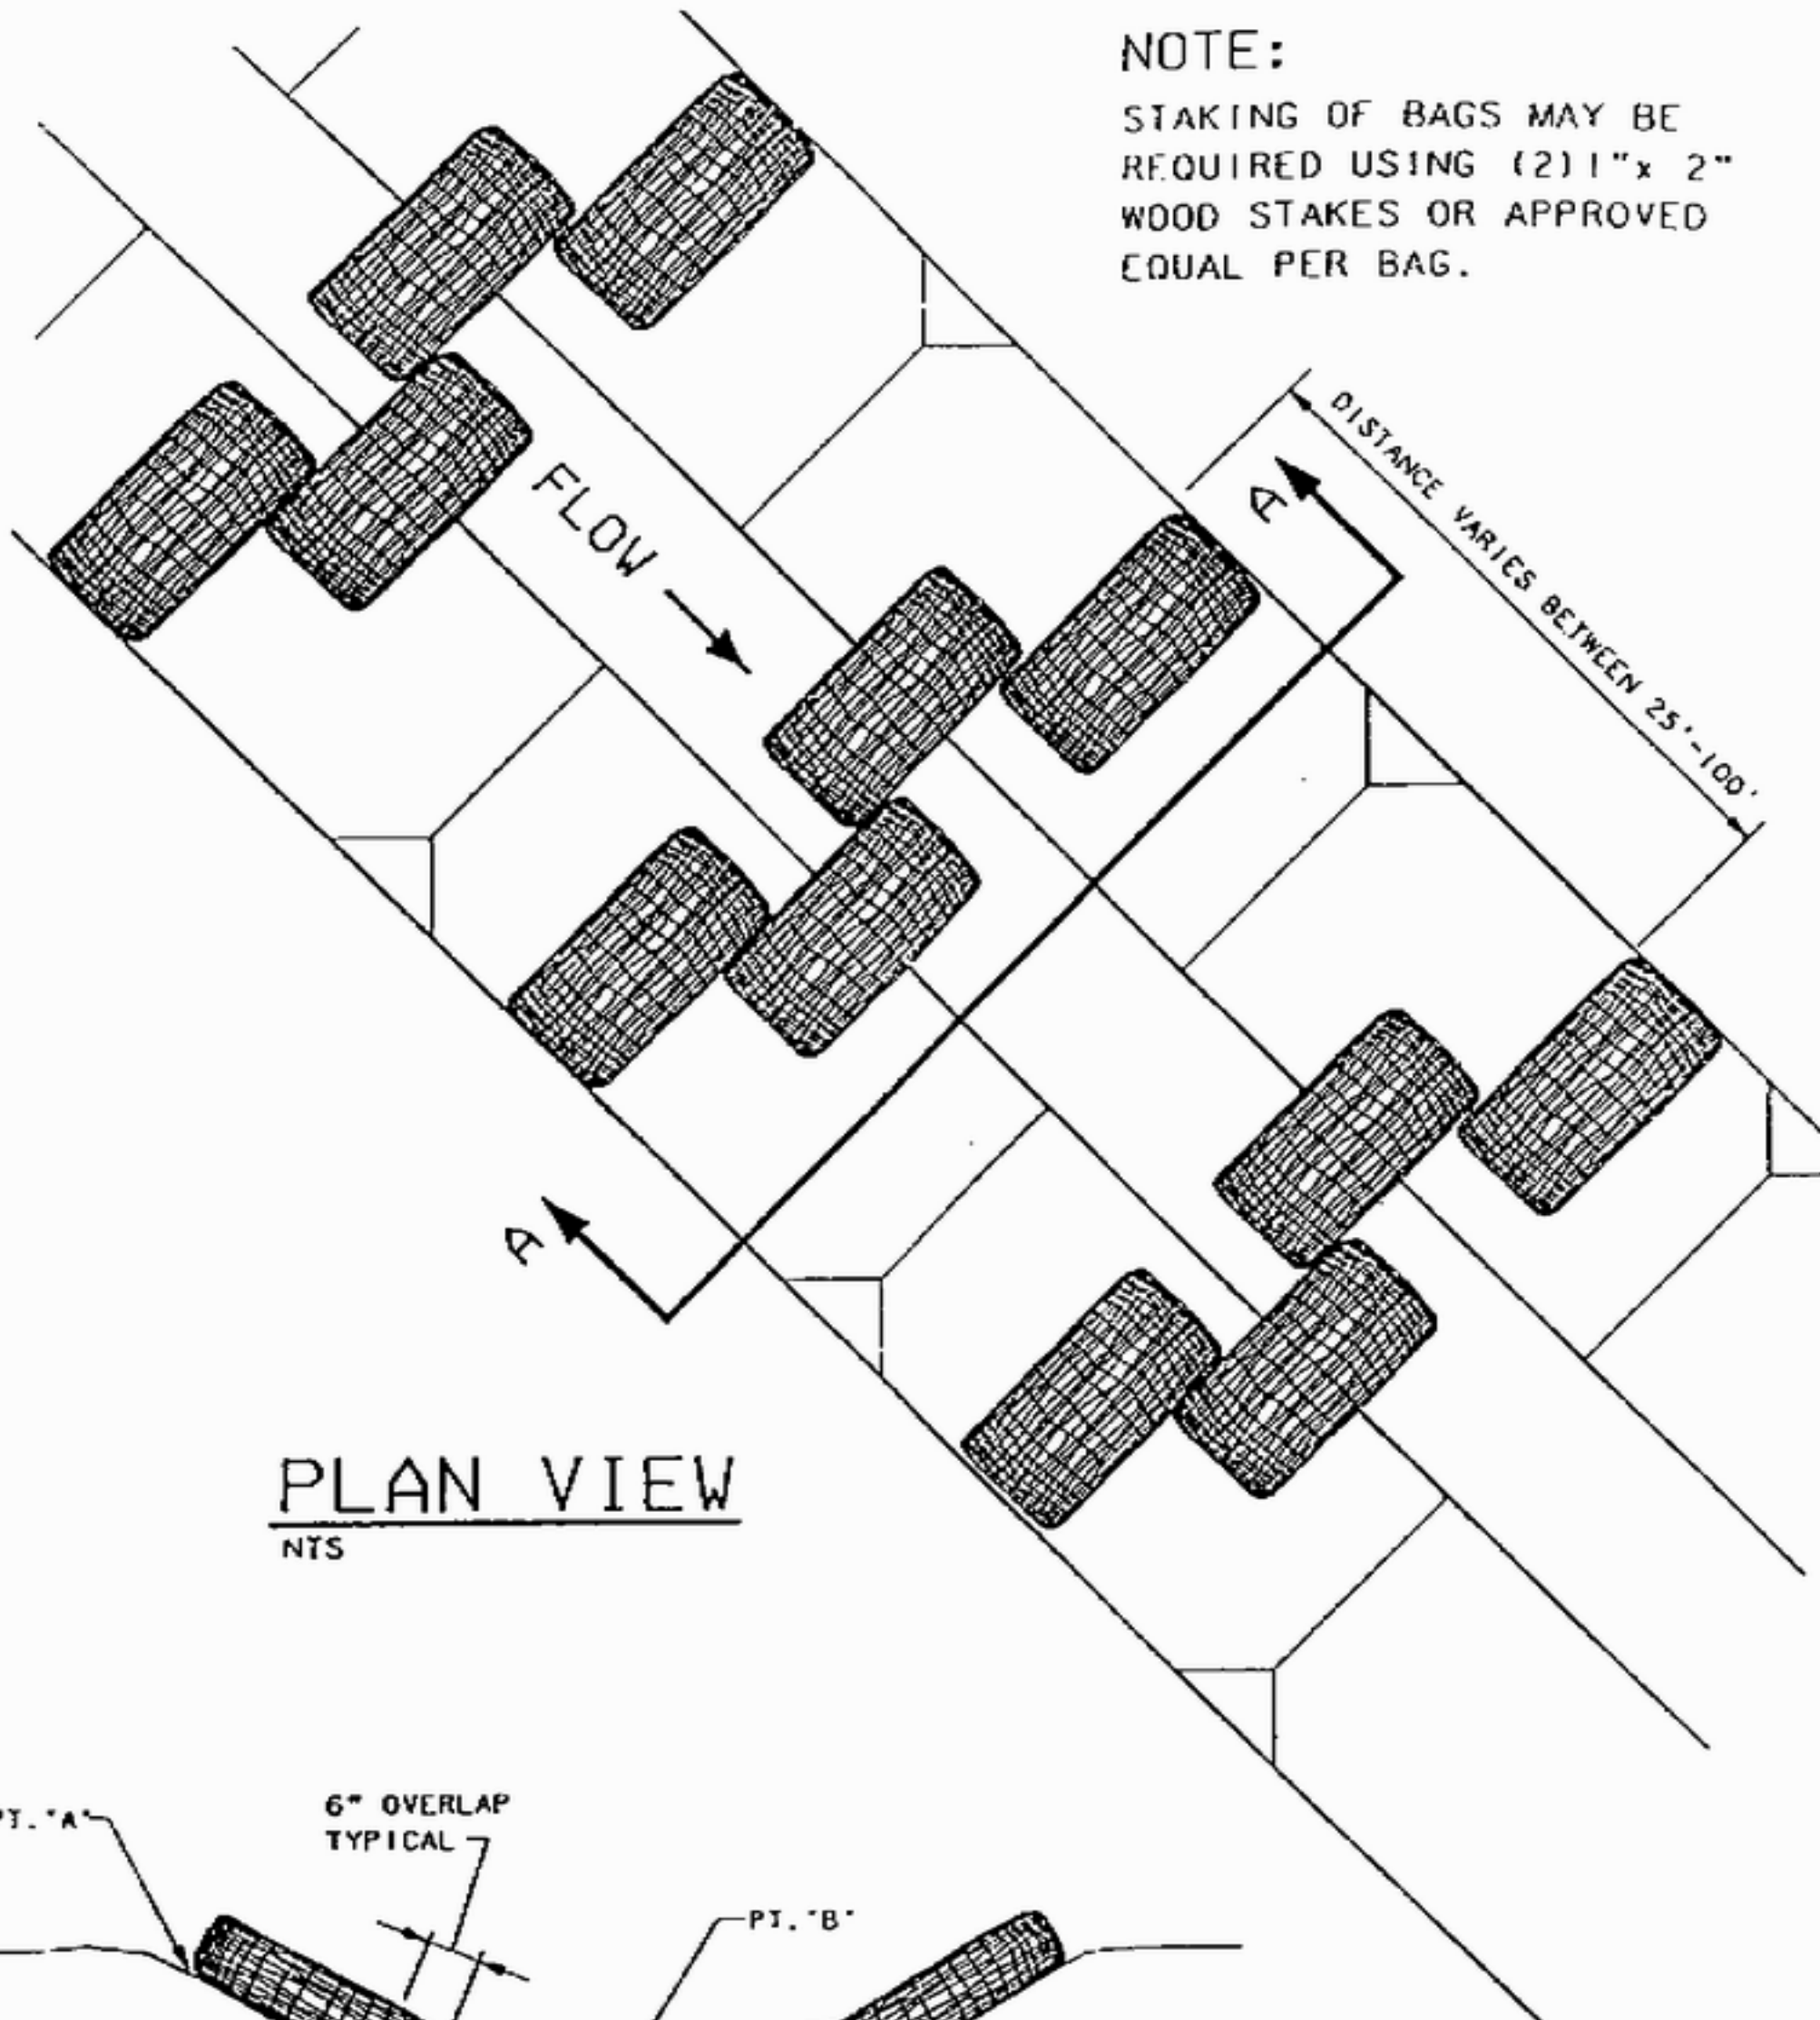 NOTE:
STAKING OF BAGS MAY BE
REQUIRED USING (2) 1"x 2"
WOOD STAKES OR APPROVED
EQUAL PER BAG.
DISTANCE VARIES BETWEEN 25'-100'
A
FLOW
A
PLAN VIEW
NTS
PT. "A"
6" OVERLAP
TYPICAL
PT. "B"